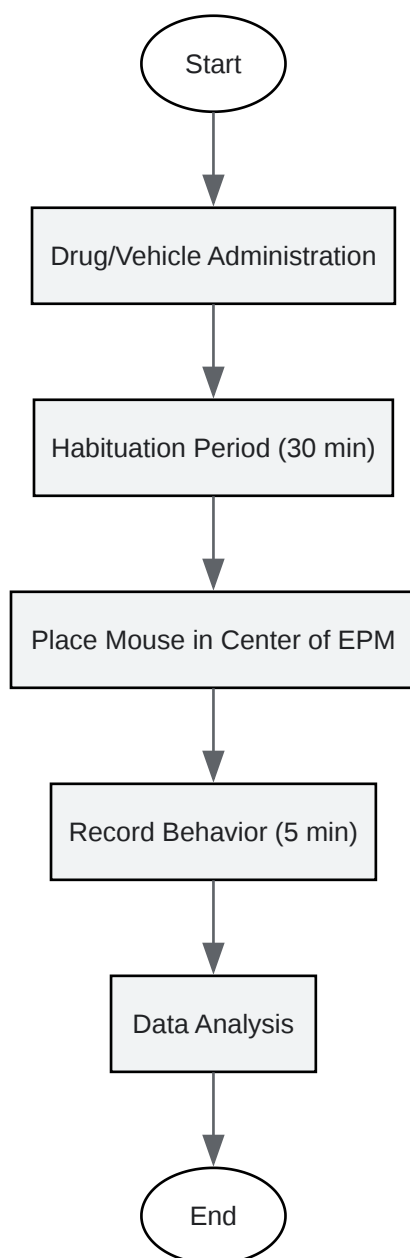 Start
Drug/Vehicle Administration
Habituation Period (30 min)
Place Mouse in Center of EPM
Record Behavior (5 min)
Data Analysis
End